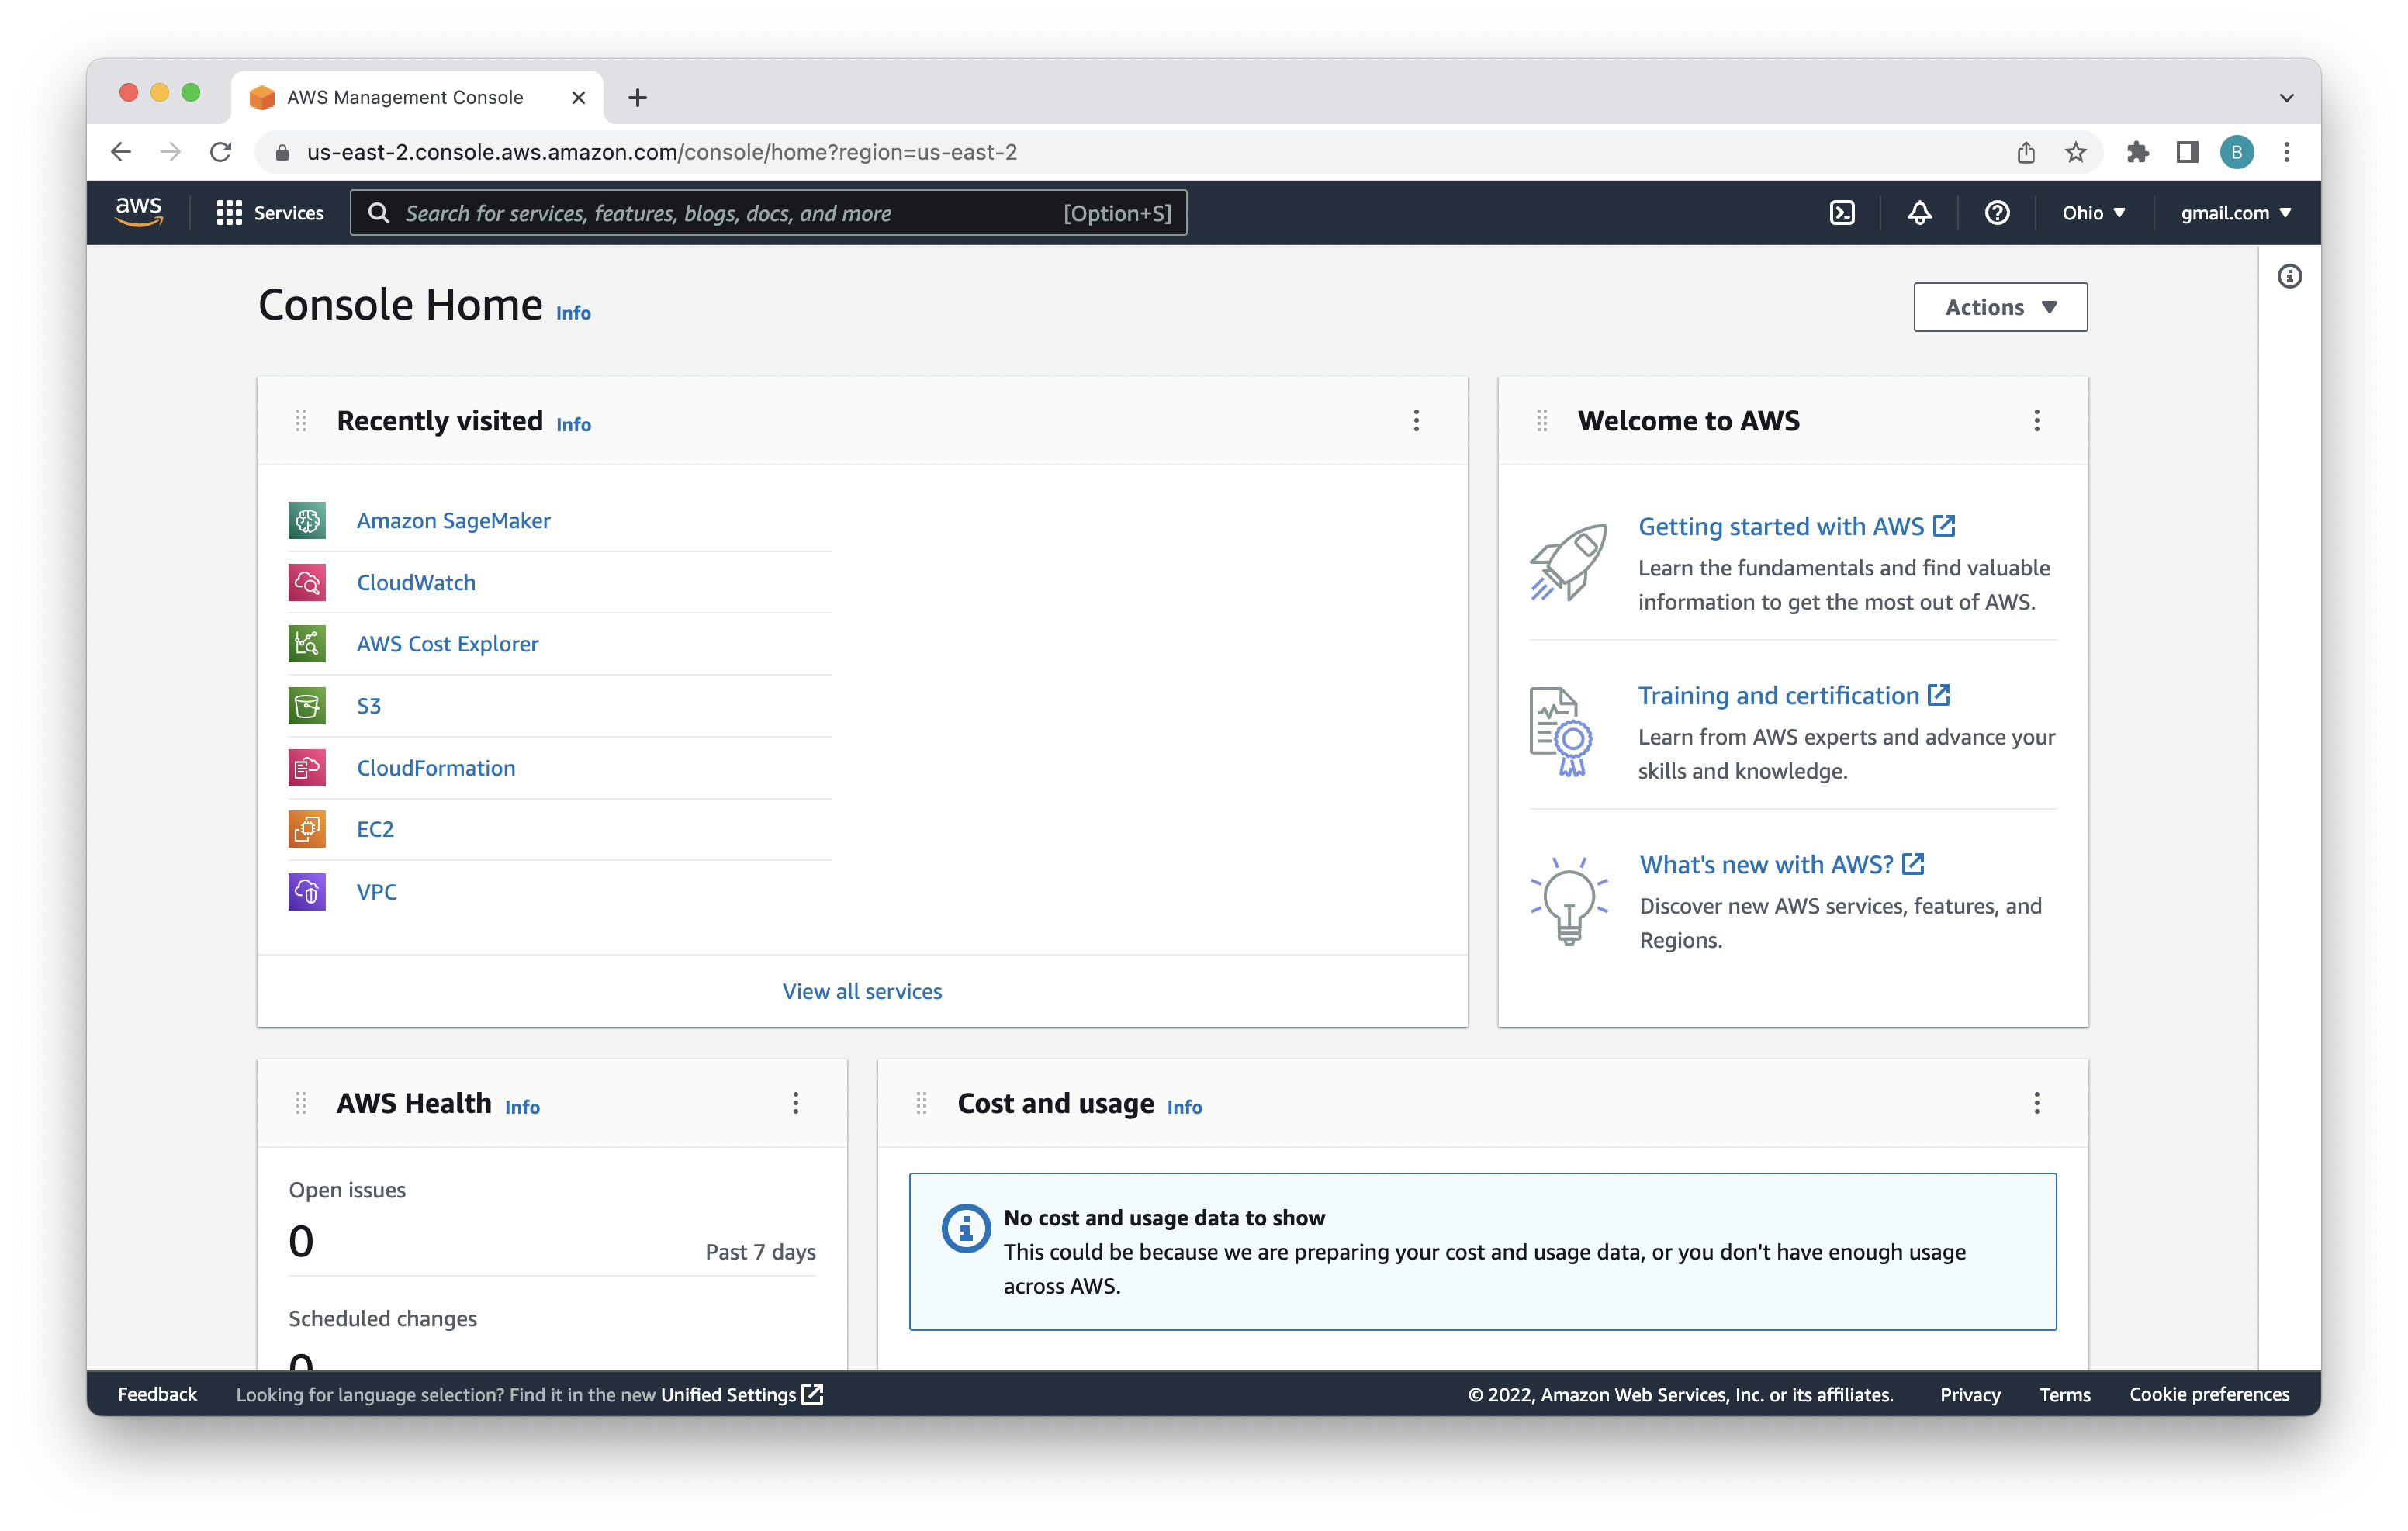 AWS Management Console
us-east-2.console.aws.amazon.com/console/home?region=us-east-2
B
aws
Services
Search for services, features, blogs, docs, and more
[Option+S]
Ohio
gmail.com
Console Home Info
Actions
Recently visited Info
Amazon SageMaker
CloudWatch
AWS Cost Explorer
S3
CloudFormation
EC2
VPC
View all services
Welcome to AWS
Getting started with AWS
Learn the fundamentals and find valuable
information to get the most out of AWS.
Training and certification
Learn from AWS experts and advance your
skills and knowledge.
What's new with AWS?
Discover new AWS services, features, and
Regions.
AWS Health Info
Open issues
0
Past 7 days
Scheduled changes
0
Cost and usage Info
No cost and usage data to show
This could be because we are preparing your cost and usage data, or you don't have enough usage
across AWS.
Feedback
Looking for language selection? Find it in the new Unified Settings
© 2022, Amazon Web Services, Inc. or its affiliates.
Privacy
Terms
Cookie preferences